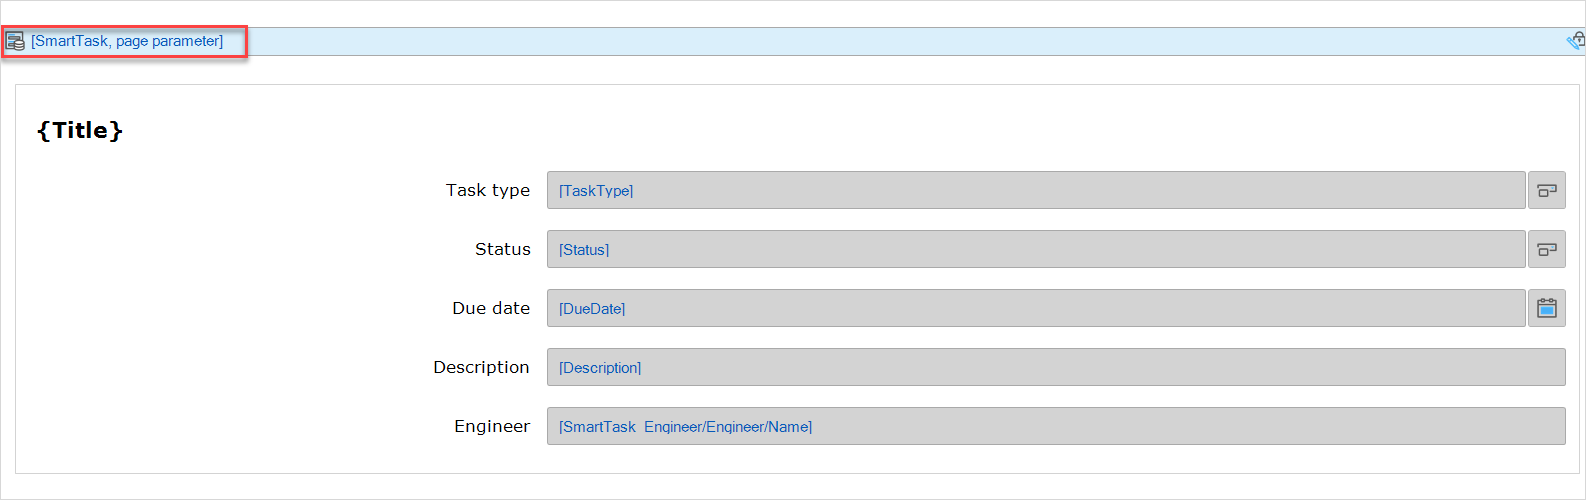 [SmartTask, page parameter]
{Title}
Task type [TaskType]
Status [Status]
Due date [DueDate]
Description [Description]
Engineer [SmartTask_Engineer/Engineer/Name]